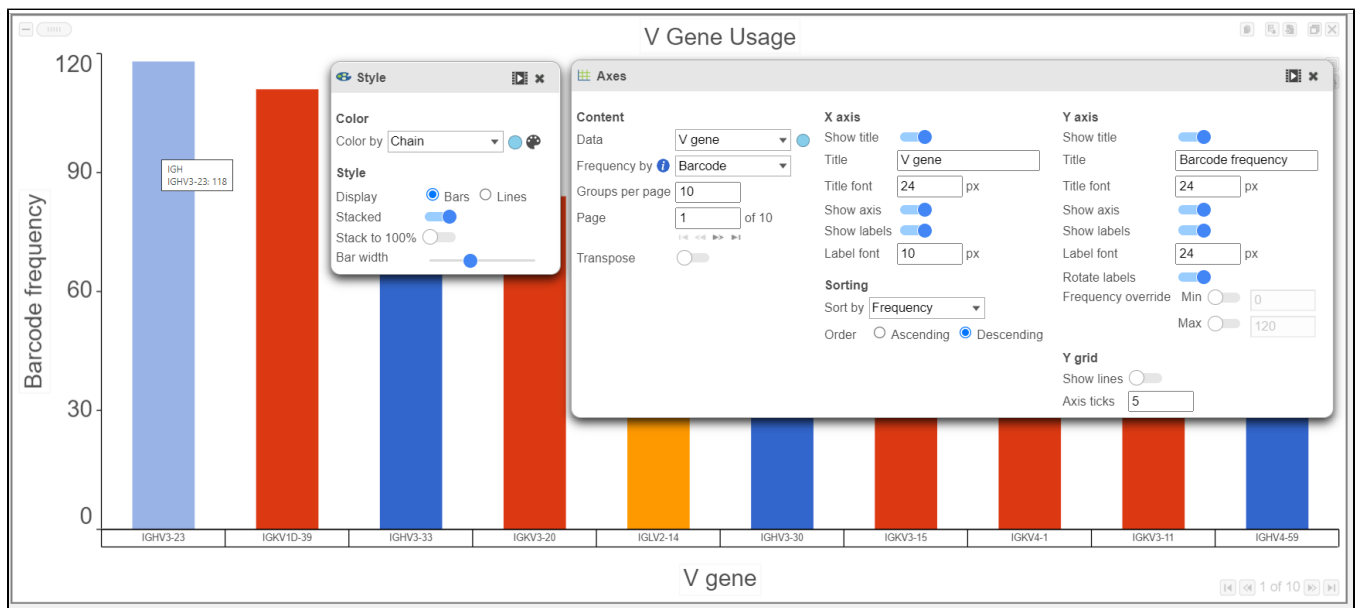 V Gene Usage
120
90
60
30
0
Barcode frequency
IGH
IGHV3-23: 118
Style
Color
Color by Chain
Style
Display Bars Lines
Stacked
Stack to 100%
Bar width
Axes
Content
Data V gene
Frequency by i Barcode
Groups per page 10
Page 1 of 10
Transpose
X axis
Show title
Title V gene
Title font 24 px
Show axis
Show labels
Label font 10 px
Sorting
Sort by Frequency
Order Ascending Descending
Y axis
Show title
Title Barcode frequency
Title font 24 px
Show axis
Show labels
Label font 24 px
Rotate labels
Frequency override Min 0
Max 120
Y grid
Show lines
Axis ticks 5
IGHV3-23 IGKV1D-39 IGHV3-33 IGKV3-20 IGLV2-14 IGHV3-30 IGKV3-15 IGKV4-1 IGKV3-11 IGHV4-59
V gene
1 of 10